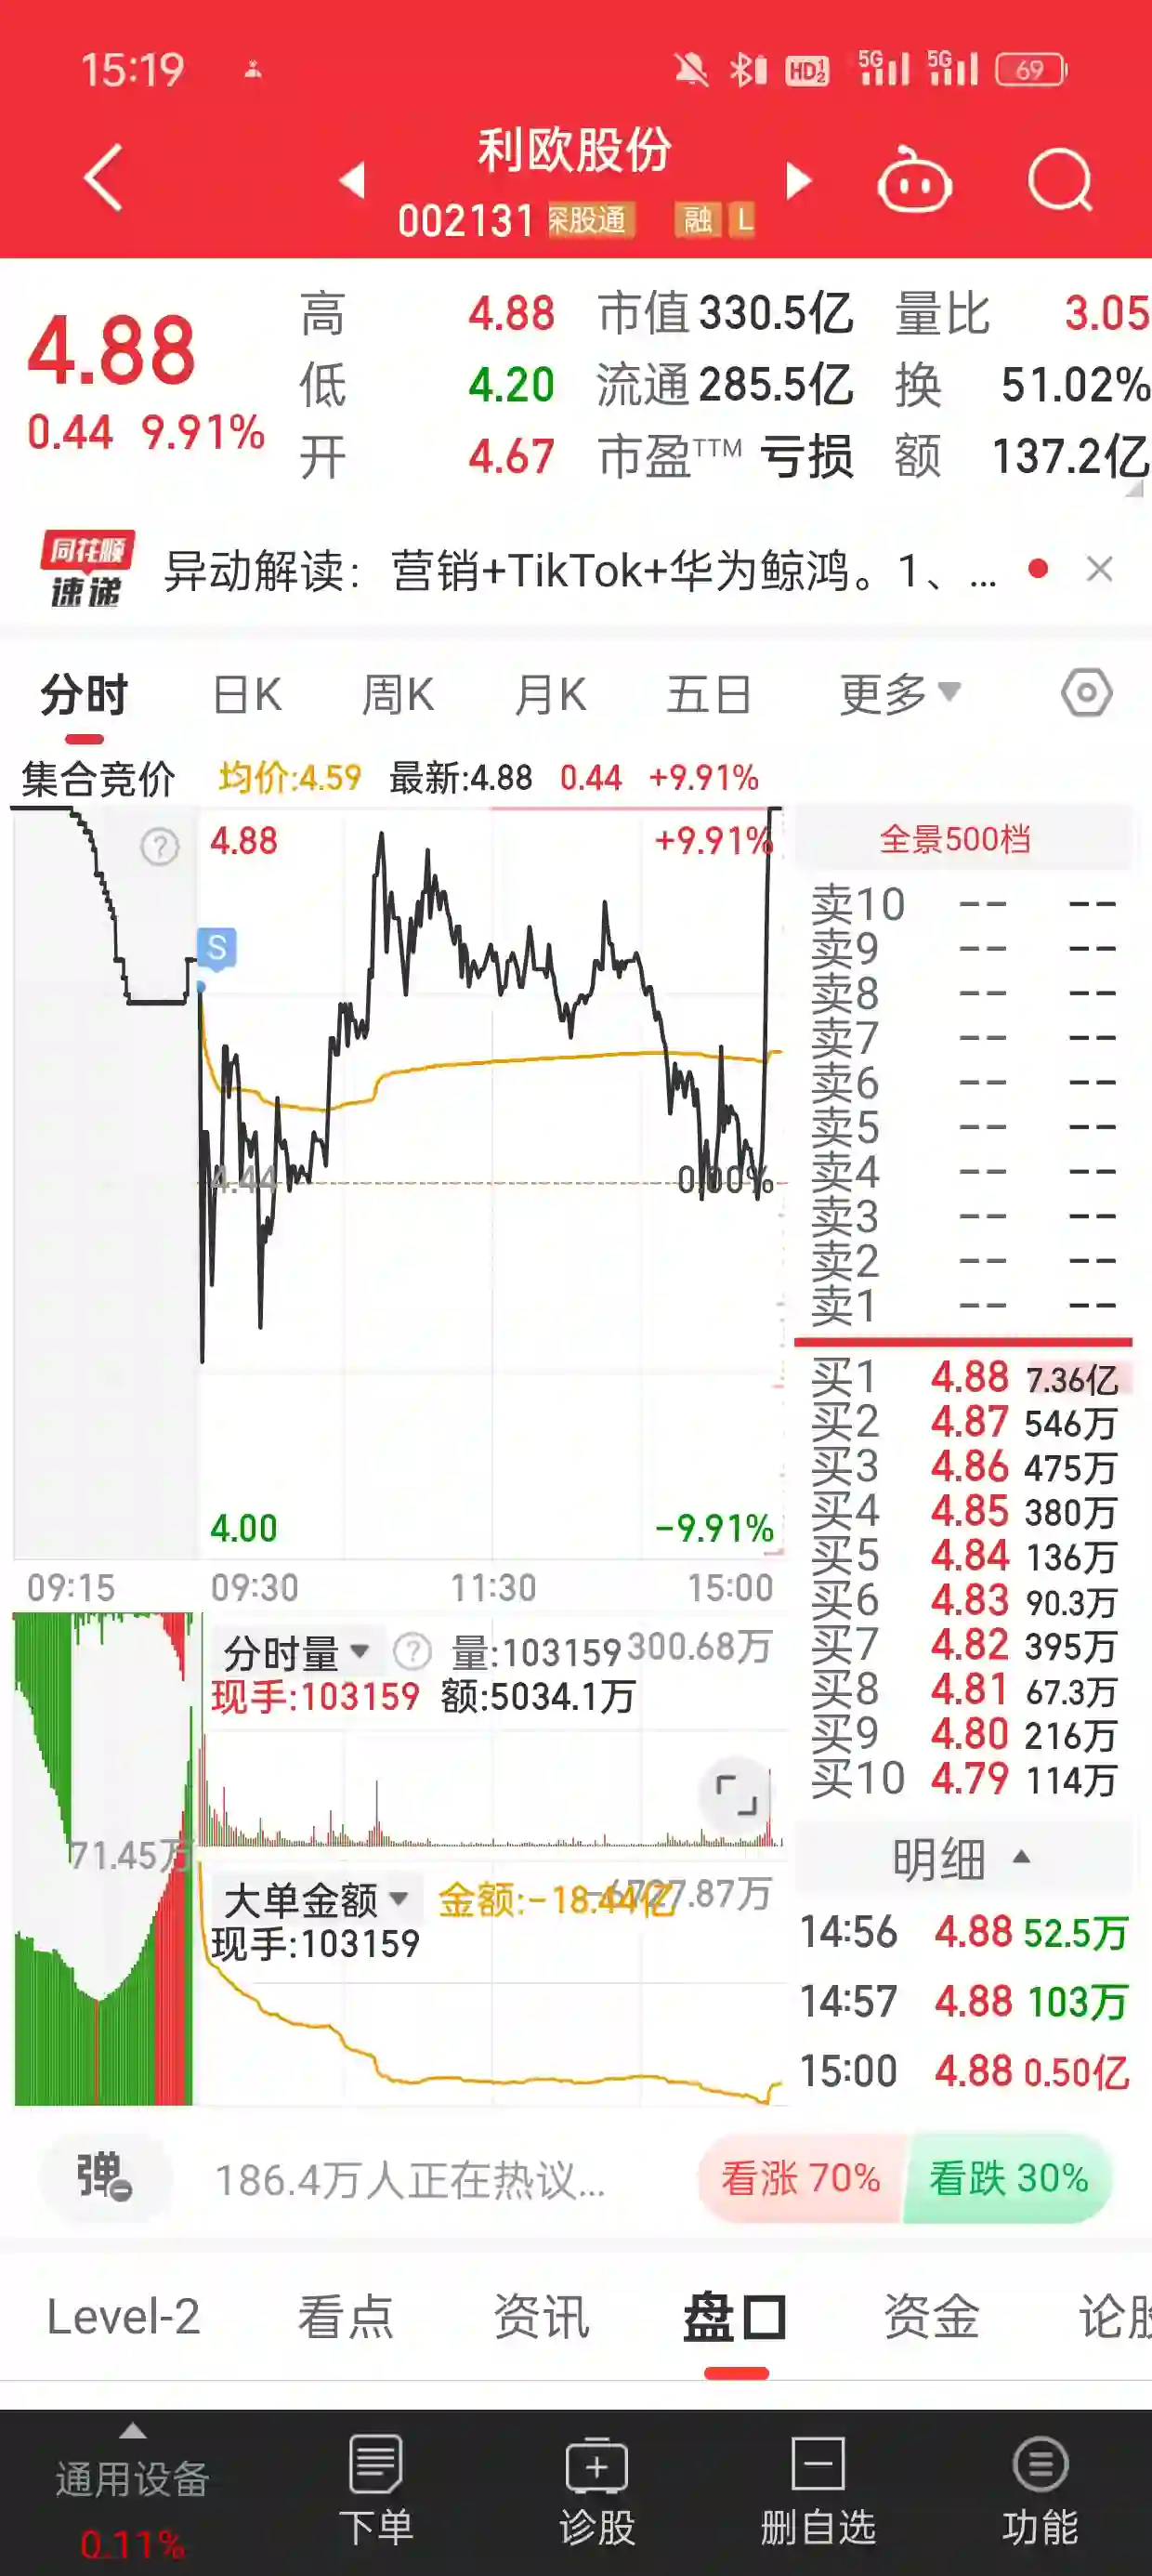 15:19 HD 1 2 5G 5G 69
利欧股份
002131 深股通 融 L
4.88
0.44 9.91%
高 4.88 市值 330.5亿 量比 3.05
低 4.20 流通 285.5亿 换 51.02%
开 4.67 市盈TTM 亏损 额 137.2亿
同花顺
速递
异动解读：营销+TikTok+华为鲸鸿。1、...
分时 日K 周K 月K 五日 更多
集合竞价 均价:4.59 最新:4.88 0.44 +9.91%
? 4.88 +9.91%
S
4.44 0.00%
4.00 -9.91%
09:15 09:30 11:30 15:00
全景500档
卖10 -- --
卖9 -- --
卖8 -- --
卖7 -- --
卖6 -- --
卖5 -- --
卖4 -- --
卖3 -- --
卖2 -- --
卖1 -- --
买1 4.88 7.36亿
买2 4.87 546万
买3 4.86 475万
买4 4.85 380万
买5 4.84 136万
买6 4.83 90.3万
买7 4.82 395万
买8 4.81 67.3万
买9 4.80 216万
买10 4.79 114万
分时量 ? 量:103159 300.68万
现手:103159 额:5034.1万
71.45万
大单金额 金额:-18.44亿
现手:103159
明细
14:56 4.88 52.5万
14:57 4.88 103万
15:00 4.88 0.50亿
弹 186.4万人正在热议... 看涨 70% 看跌 30%
Level-2 看点 资讯 盘口 资金 论股
通用设备
0.11%
下单 诊股 删自选 功能